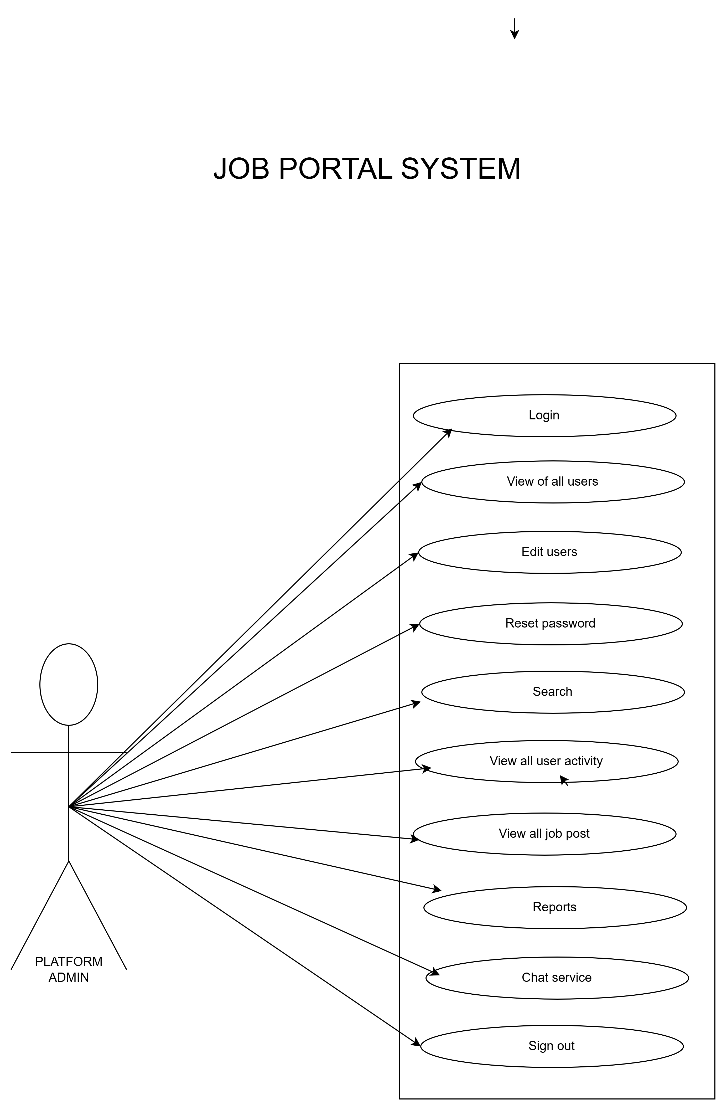 JOB PORTAL SYSTEM
Login
View of all users
Edit users
Reset password
Search
View all user activity
View all job post
Reports
Chat service
Sign out
PLATFORM
ADMIN